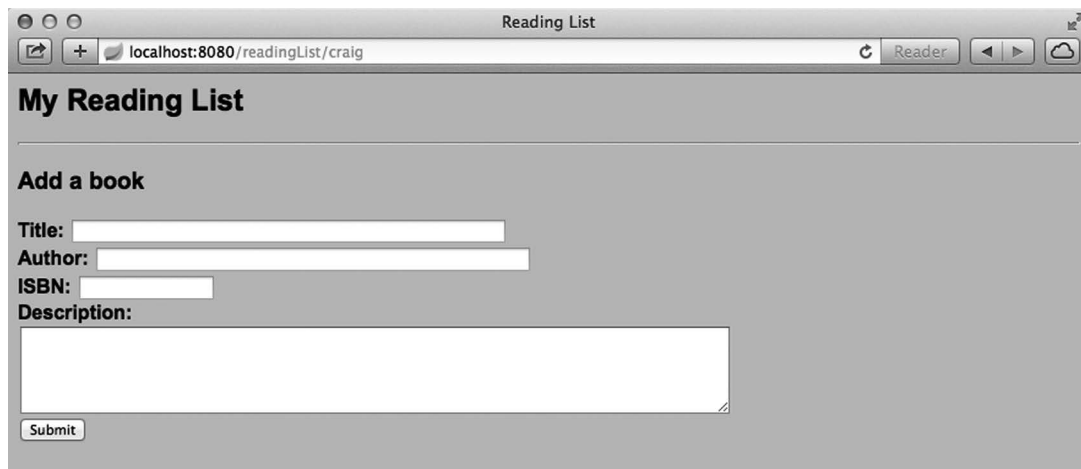 Reading List
localhost:8080/readingList/craig
Reader
My Reading List
Add a book
Title:
Author:
ISBN:
Description:
Submit